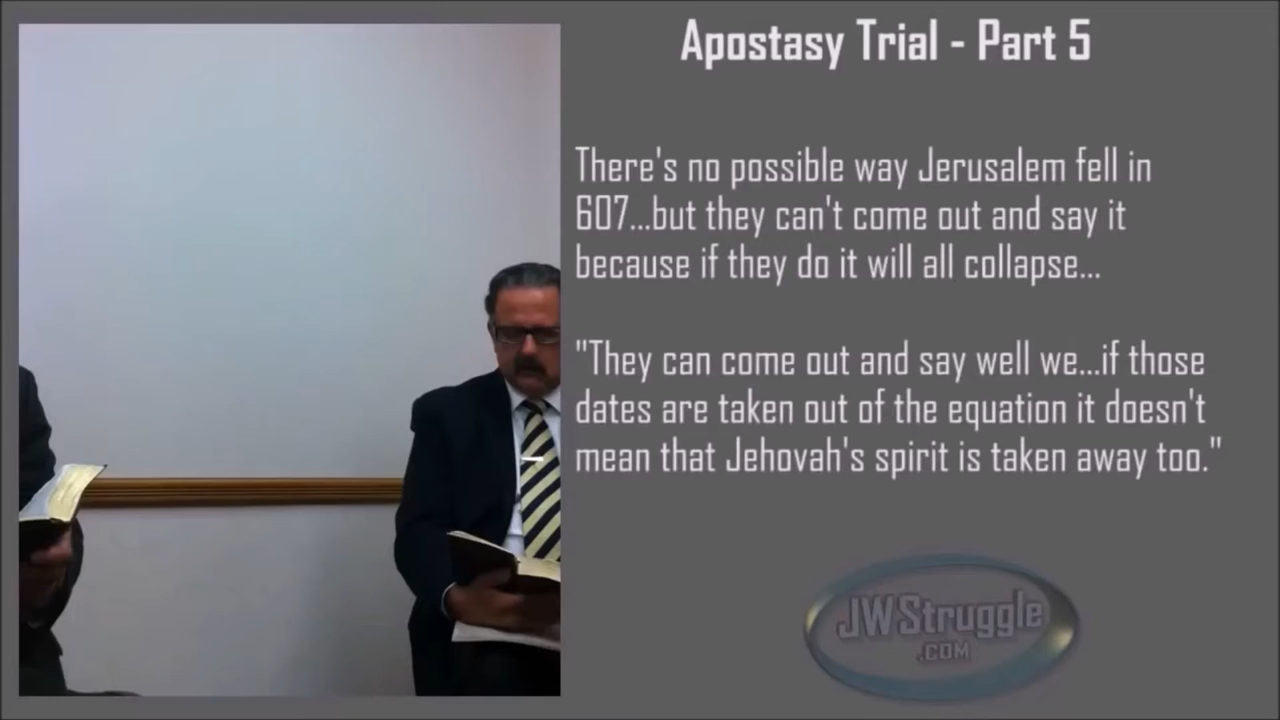 Apostasy Trial - Part 5
There's no possible way Jerusalem fell in
607...but they can't come out and say it
because if they do it will all collapse...
"They can come out and say well we...if those
dates are taken out of the equation it doesn't
mean that Jehovah's spirit is taken away too."
JWStruggle
.COM